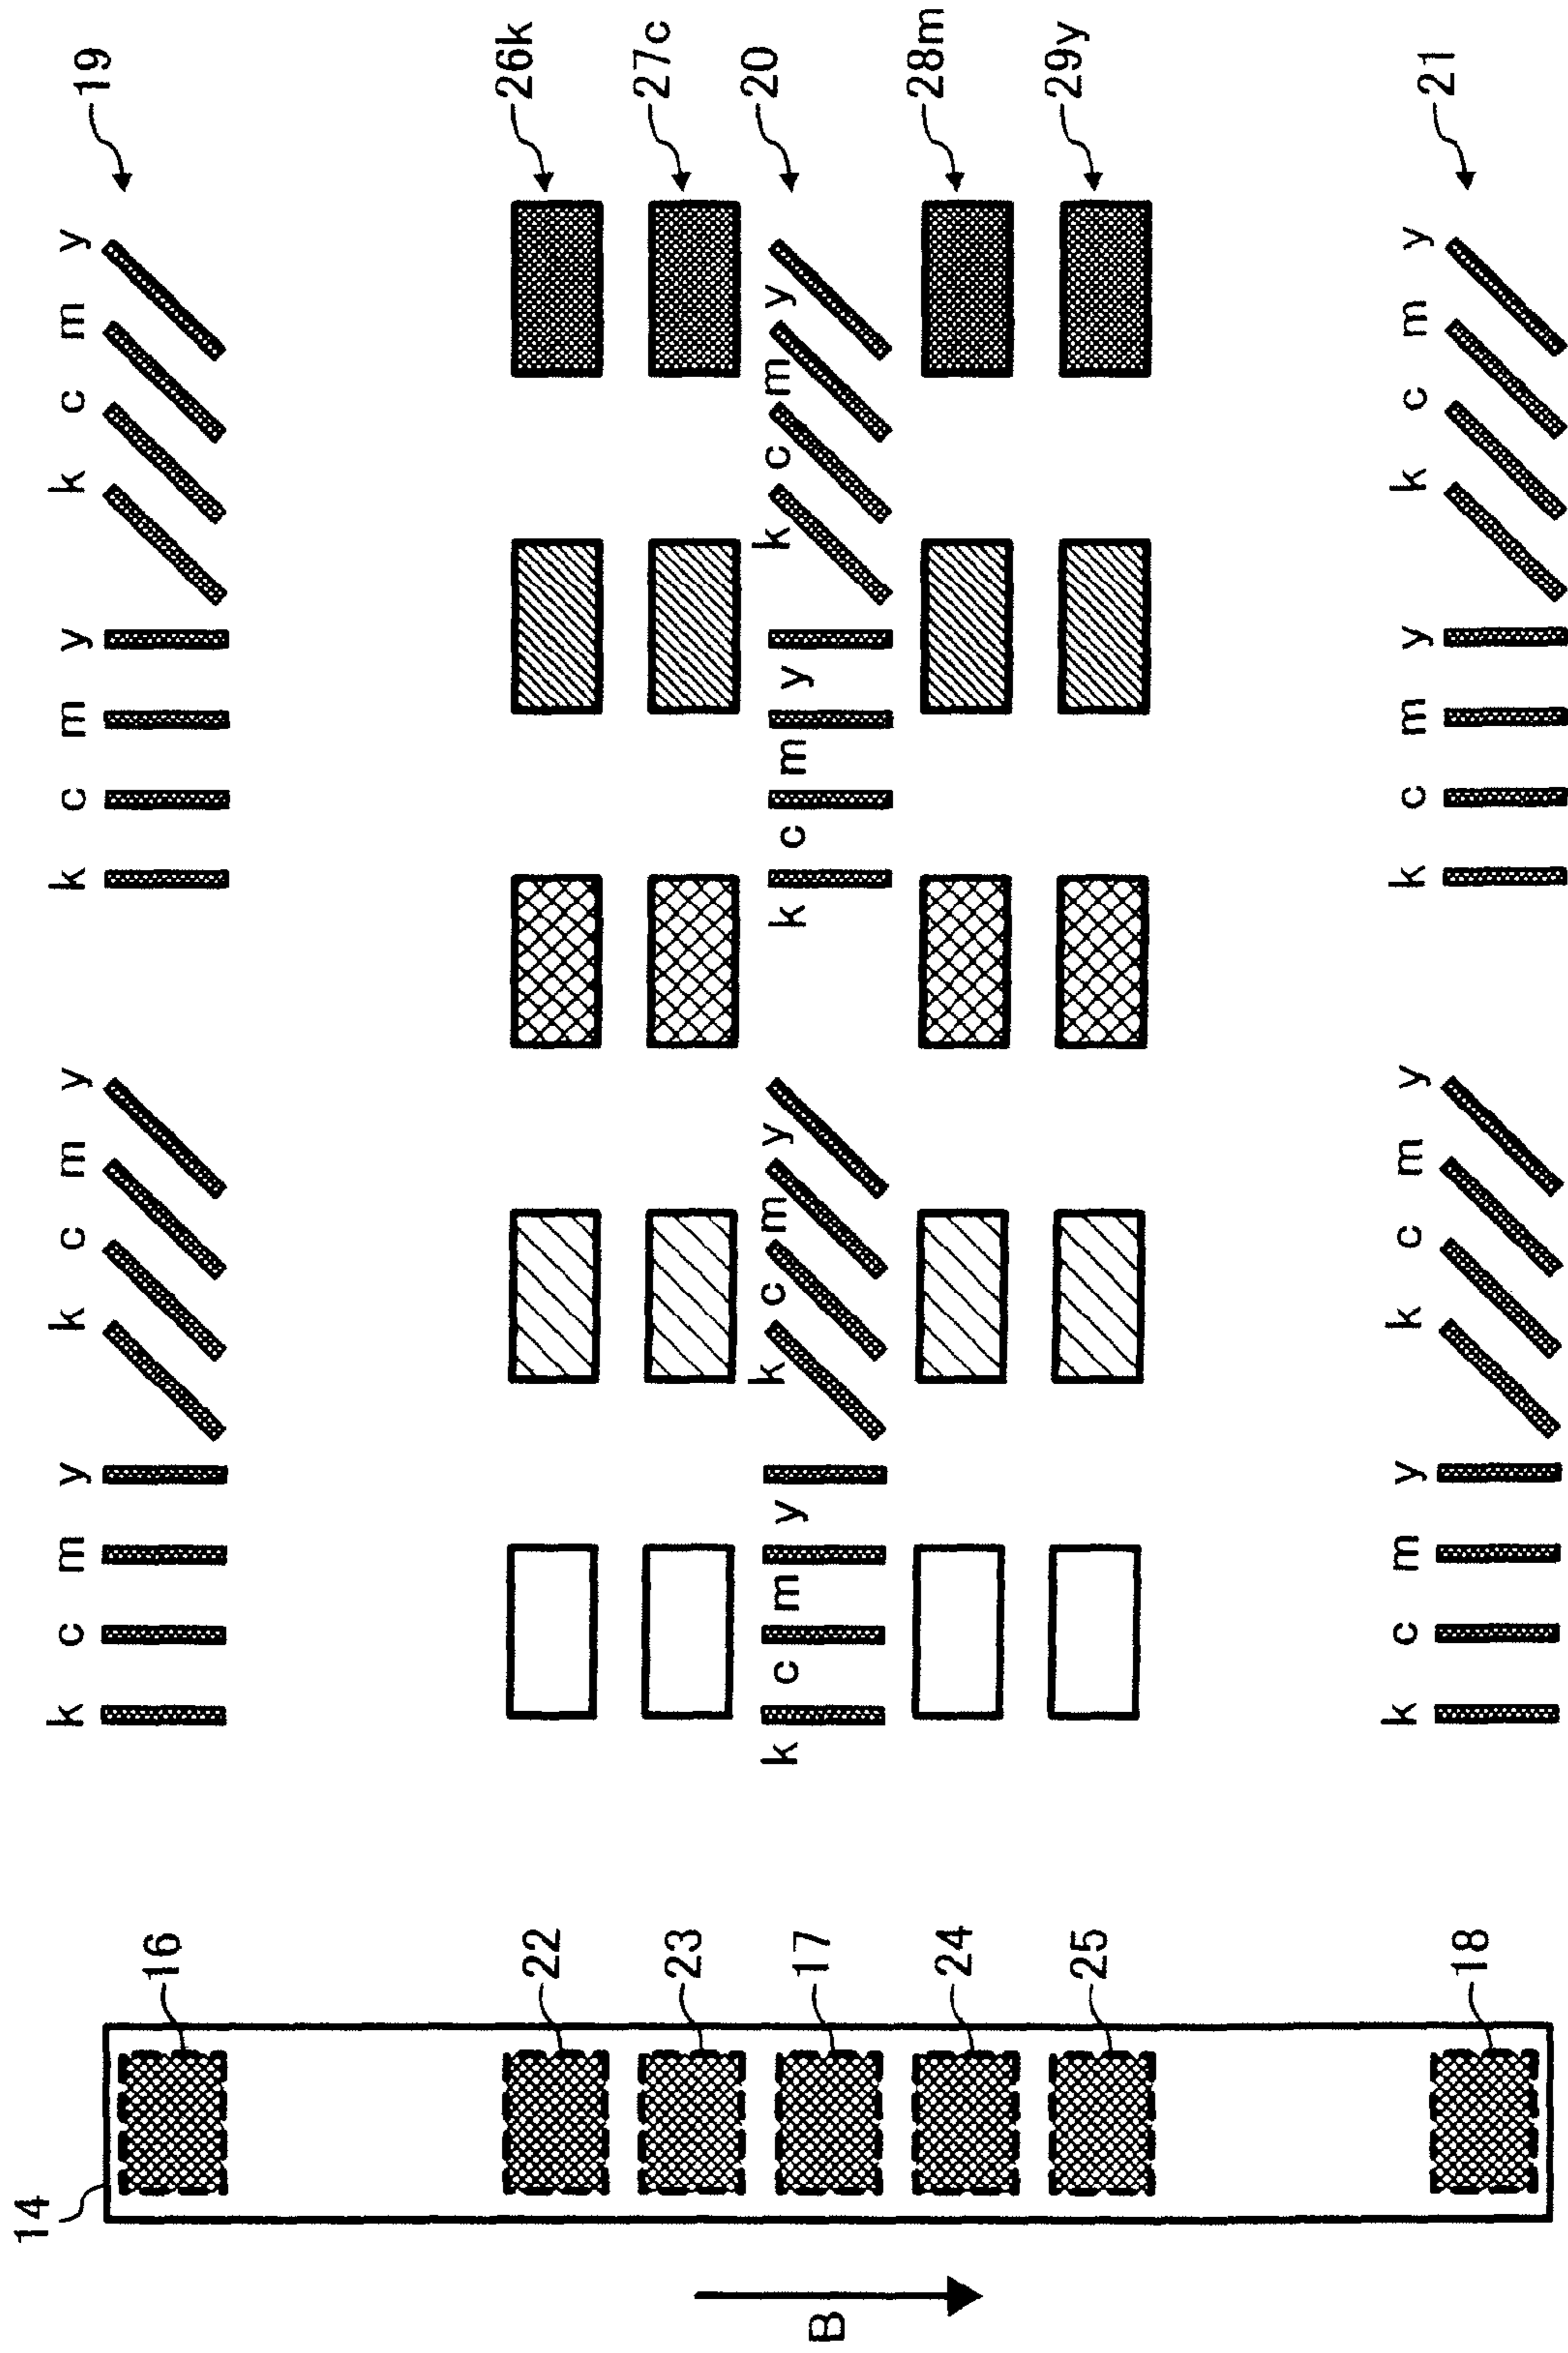 14
k c m y k c m y k c m y k c m y 19
16
22 26k
23 27c
17 k c m y k c m y k c m y k c m y 20
B
24 28m
25 29y
k c m y k c m y k c m y k c m y 21
18